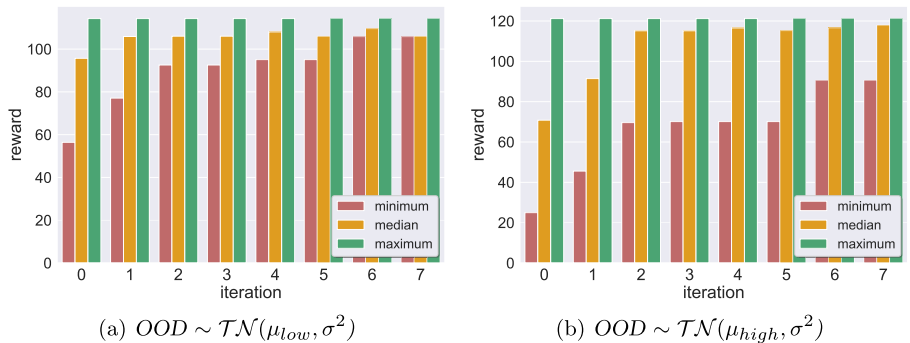 100
80
60
40
20
0
reward
minimum
median
maximum
0 1 2 3 4 5 6 7
iteration
(a) OOD ∼ 𝒯𝒩(μ_low, σ²)
120
100
80
60
40
20
0
reward
minimum
median
maximum
0 1 2 3 4 5 6 7
iteration
(b) OOD ∼ 𝒯𝒩(μ_high, σ²)